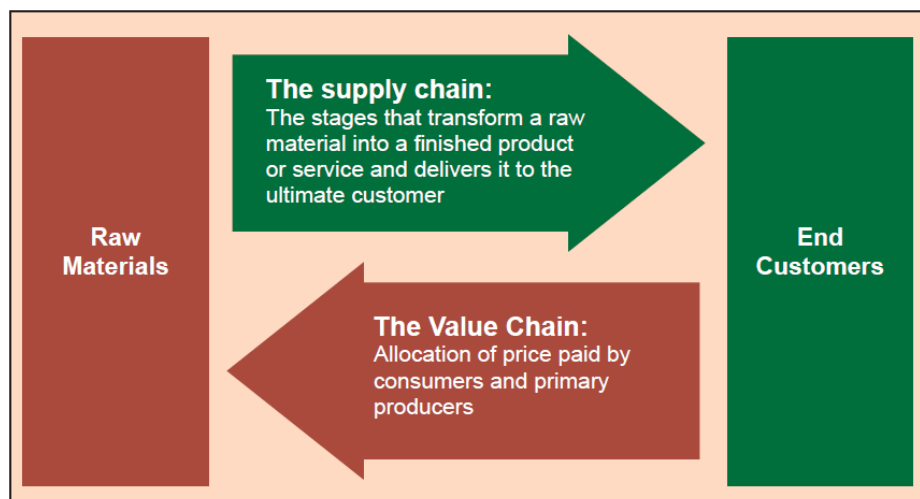 Raw
Materials
The supply chain:
The stages that transform a raw
material into a finished product
or service and delivers it to the
ultimate customer
The Value Chain:
Allocation of price paid by
consumers and primary
producers
End
Customers